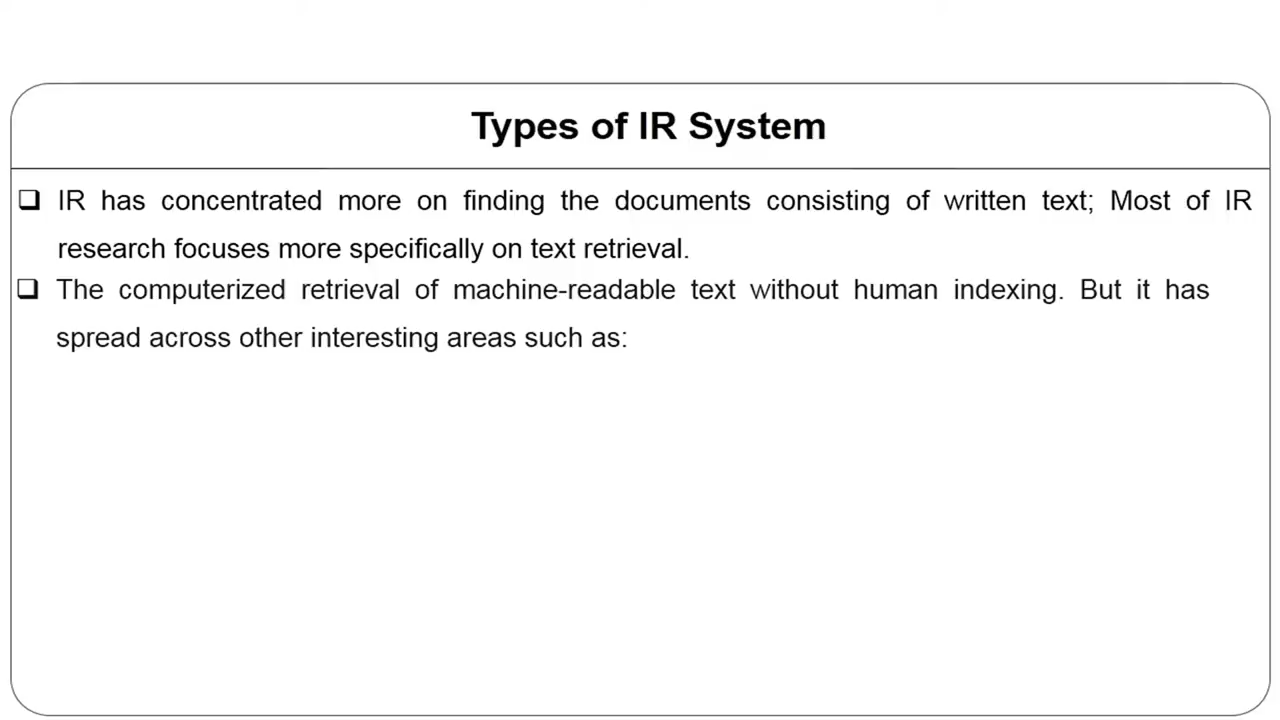 Types of IR System
❑ IR has concentrated more on finding the documents consisting of written text; Most of IR
research focuses more specifically on text retrieval.
❑ The computerized retrieval of machine-readable text without human indexing. But it has
spread across other interesting areas such as: